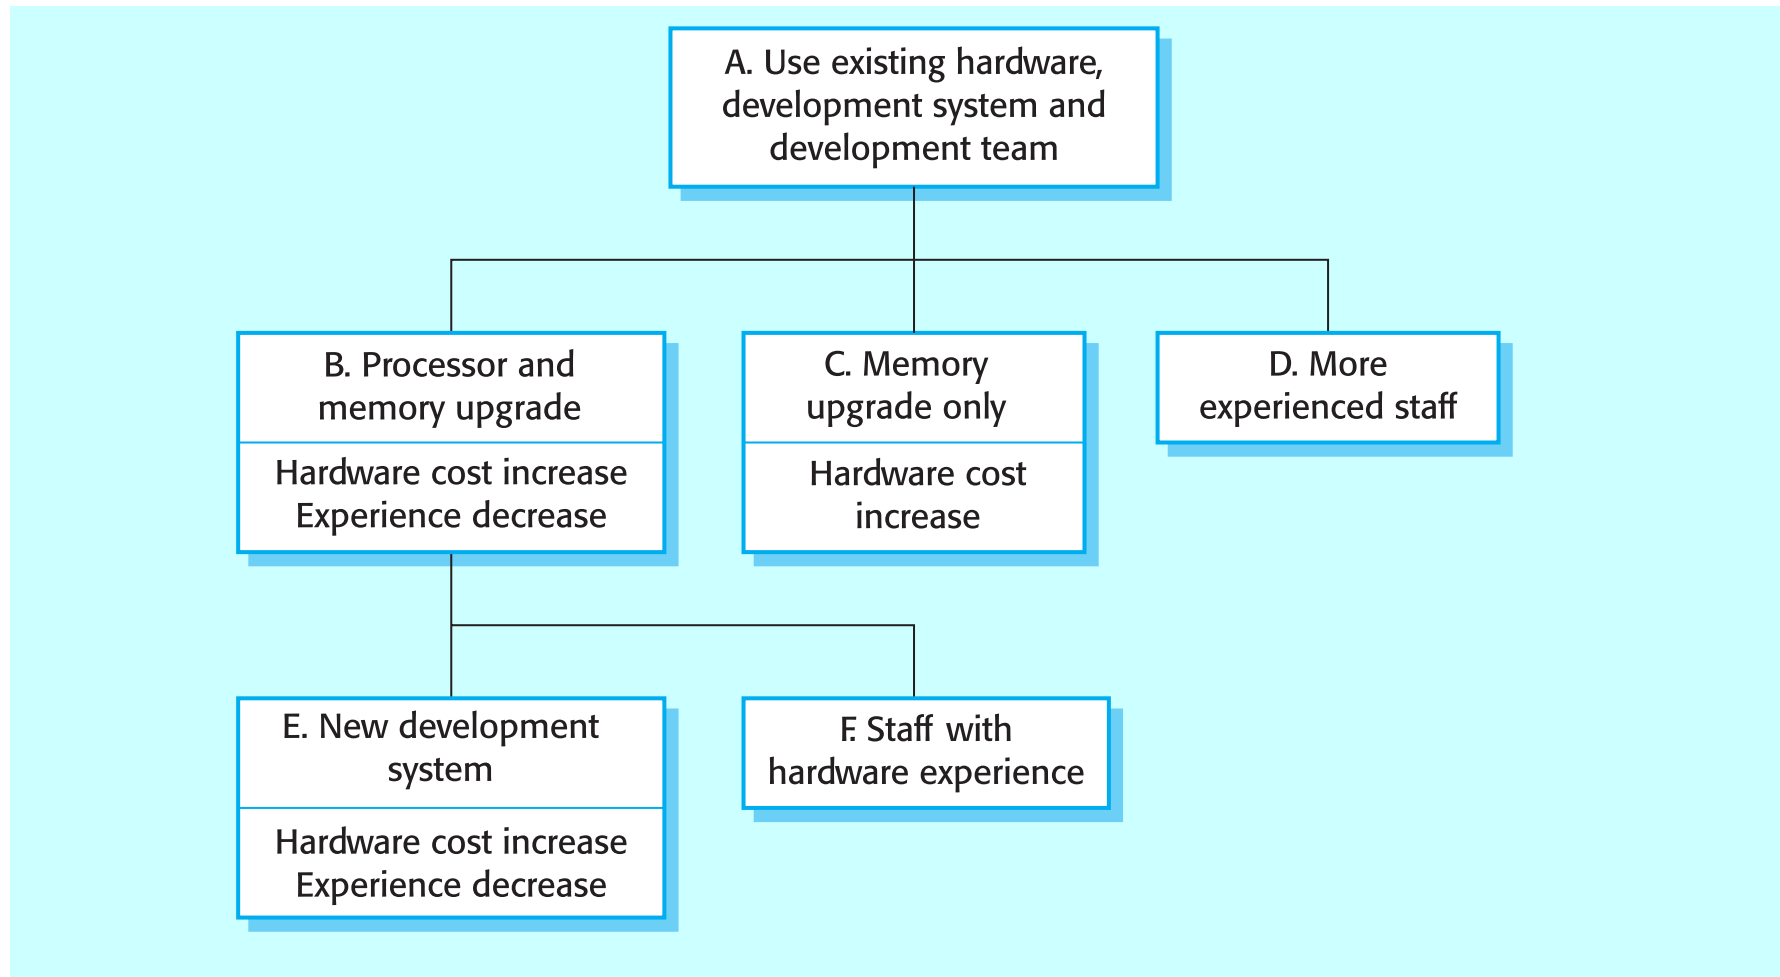 A. Use existing hardware,
development system and
development team
B. Processor and
memory upgrade
Hardware cost increase
Experience decrease
C. Memory
upgrade only
Hardware cost
increase
D. More
experienced staff
E. New development
system
Hardware cost increase
Experience decrease
F. Staff with
hardware experience